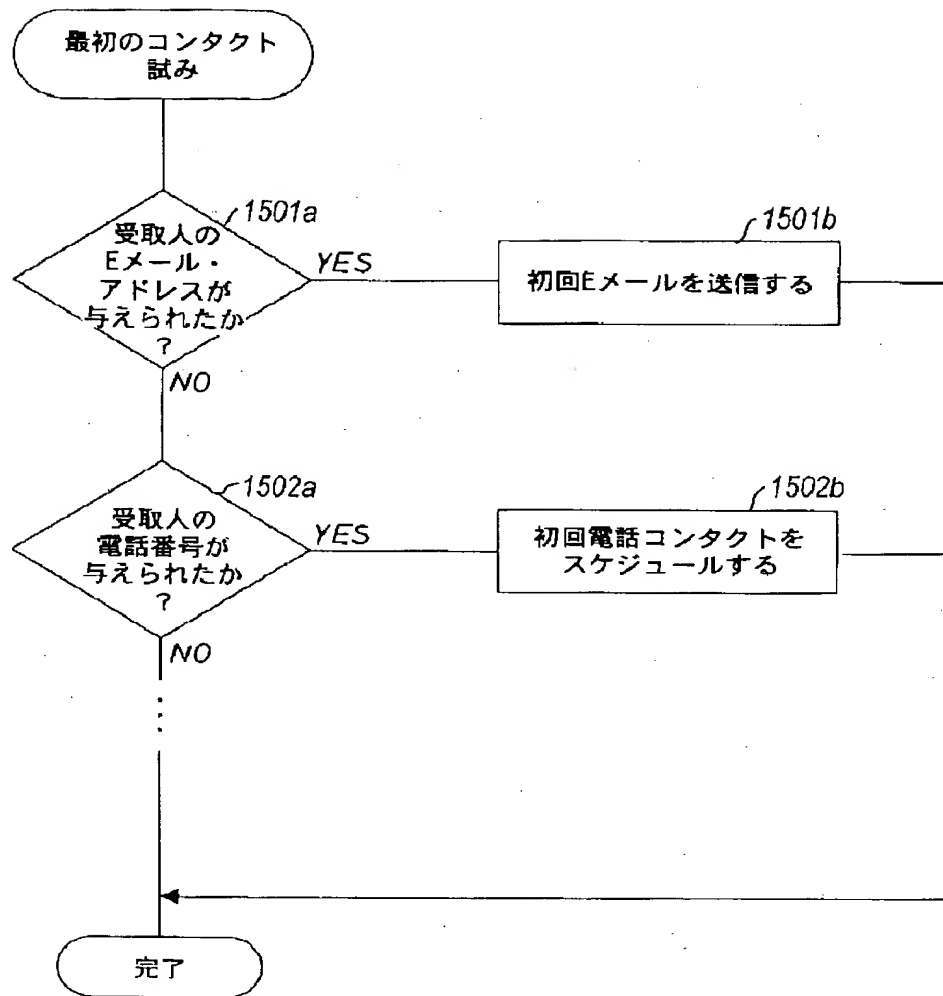 最初のコンタクト
試み
1501a
受取人の
Eメール・
アドレスが
与えられたか
?
YES
1501b
初回Eメールを送信する
NO
1502a
受取人の
電話番号が
与えられたか
?
YES
1502b
初回電話コンタクトを
スケジュールする
NO
完了